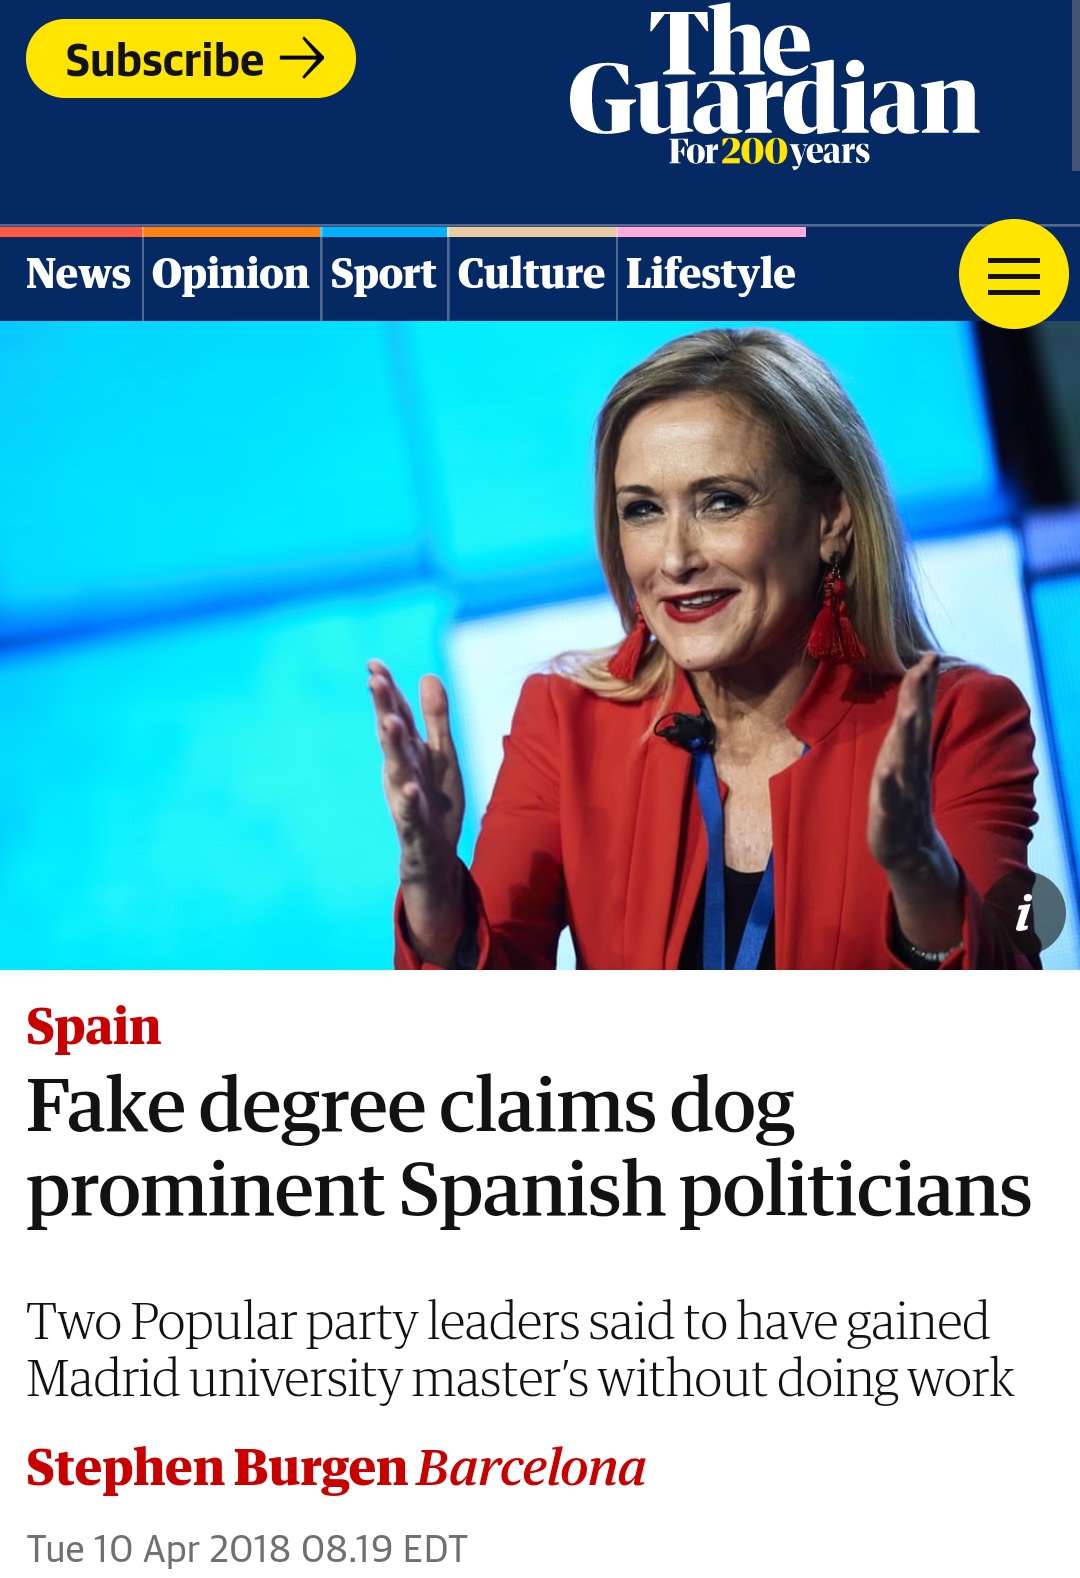 Subscribe →
The
Guardian
For 200 years
News Opinion Sport Culture Lifestyle
i
Spain
Fake degree claims dog
prominent Spanish politicians
Two Popular party leaders said to have gained
Madrid university master’s without doing work
Stephen Burgen Barcelona
Tue 10 Apr 2018 08.19 EDT